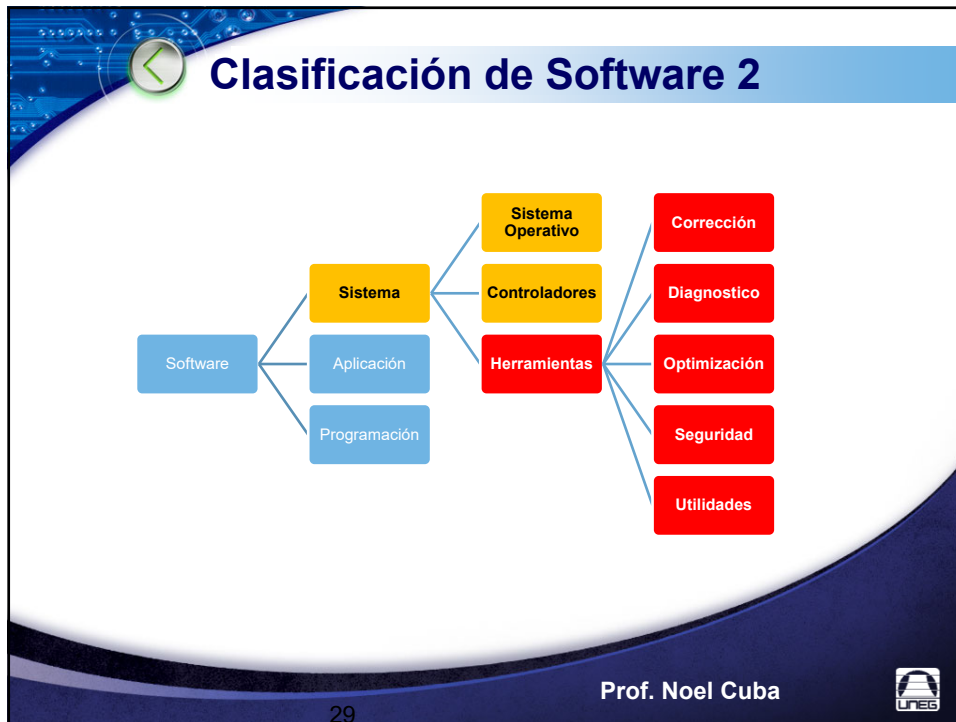 Clasificación de Software 2
Software
Sistema
Aplicación
Programación
Sistema
Operativo
Controladores
Herramientas
Corrección
Diagnostico
Optimización
Seguridad
Utilidades
Prof. Noel Cuba
UNEG
29